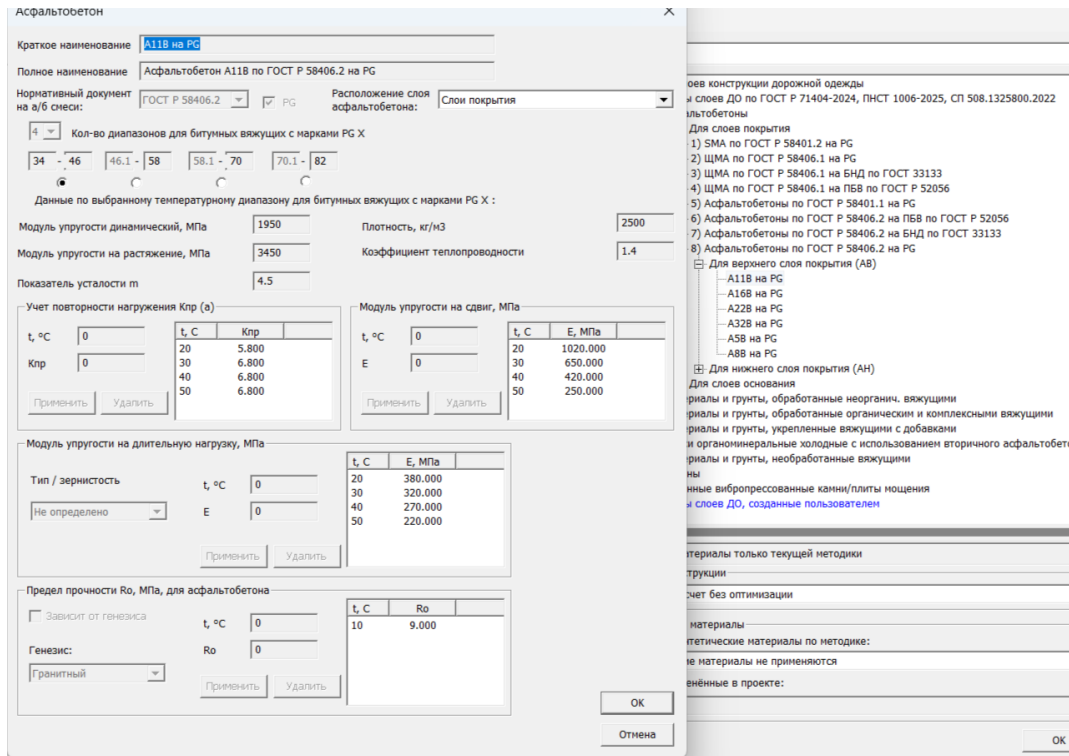 Асфальтобетон
Краткое наименование A11B на PG
Полное наименование Асфальтобетон A11B по ГОСТ Р 58406.2 на PG
Нормативный документ на а/б смеси: ГОСТ Р 58406.2 PG
Расположение слоя асфальтобетона: Слои покрытия
4 Кол-во диапазонов для битумных вяжущих с марками PG X
34 - 46 46.1 - 58 58.1 - 70 70.1 - 82
Данные по выбранному температурному диапазону для битумных вяжущих с марками PG X :
Модуль упругости динамический, МПа 1950 Плотность, кг/м3 2500
Модуль упругости на растяжение, МПа 3450 Коэффициент теплопроводности 1.4
Показатель усталости m 4.5
Учет повторности нагружения Кпр (а)
t, °C 0
Кпр 0
Применить Удалить
t, C Кпр
20 5.800
30 6.800
40 6.800
50 6.800
Модуль упругости на сдвиг, МПа
t, °C 0
E 0
Применить Удалить
t, C E, МПа
20 1020.000
30 650.000
40 420.000
50 250.000
Модуль упругости на длительную нагрузку, МПа
Тип / зернистость
Не определено
t, °C 0
E 0
Применить Удалить
t, C E, МПа
20 380.000
30 320.000
40 270.000
50 220.000
Предел прочности Ro, МПа, для асфальтобетона
Зависит от генезиса
Генезис:
Гранитный
t, °C 0
Ro 0
Применить Удалить
t, C Ro
10 9.000
OK
Отмена
оев конструкции дорожной одежды
ы слоев ДО по ГОСТ Р 71404-2024, ПНСТ 1006-2025, СП 508.1325800.2022
альтобетоны
Для слоев покрытия
1) SMA по ГОСТ Р 58401.2 на PG
2) ЩМА по ГОСТ Р 58406.1 на PG
3) ЩМА по ГОСТ Р 58406.1 на БНД по ГОСТ 33133
4) ЩМА по ГОСТ Р 58406.1 на ПБВ по ГОСТ Р 52056
5) Асфальтобетоны по ГОСТ Р 58401.1 на PG
6) Асфальтобетоны по ГОСТ Р 58406.2 на ПБВ по ГОСТ Р 52056
7) Асфальтобетоны по ГОСТ Р 58406.2 на БНД по ГОСТ 33133
8) Асфальтобетоны по ГОСТ Р 58406.2 на PG
Для верхнего слоя покрытия (АВ)
А11В на PG
А16В на PG
А22В на PG
А32В на PG
А5В на PG
А8В на PG
Для нижнего слоя покрытия (АН)
Для слоев основания
ериалы и грунты, обработанные неорганич. вяжущими
ериалы и грунты, обработанные органическим и комплексными вяжущими
ериалы и грунты, укрепленные вяжущими с добавками
и органоминеральные холодные с использованием вторичного асфальтобето
ериалы и грунты, необработанные вяжущими
ны
нные вибропрессованные камни/плиты мощения
ы слоев ДО, созданные пользователем
атериалы только текущей методики
трукции
счет без оптимизации
материалы
нтетические материалы по методике:
ие материалы не применяются
енённые в проекте:
OK